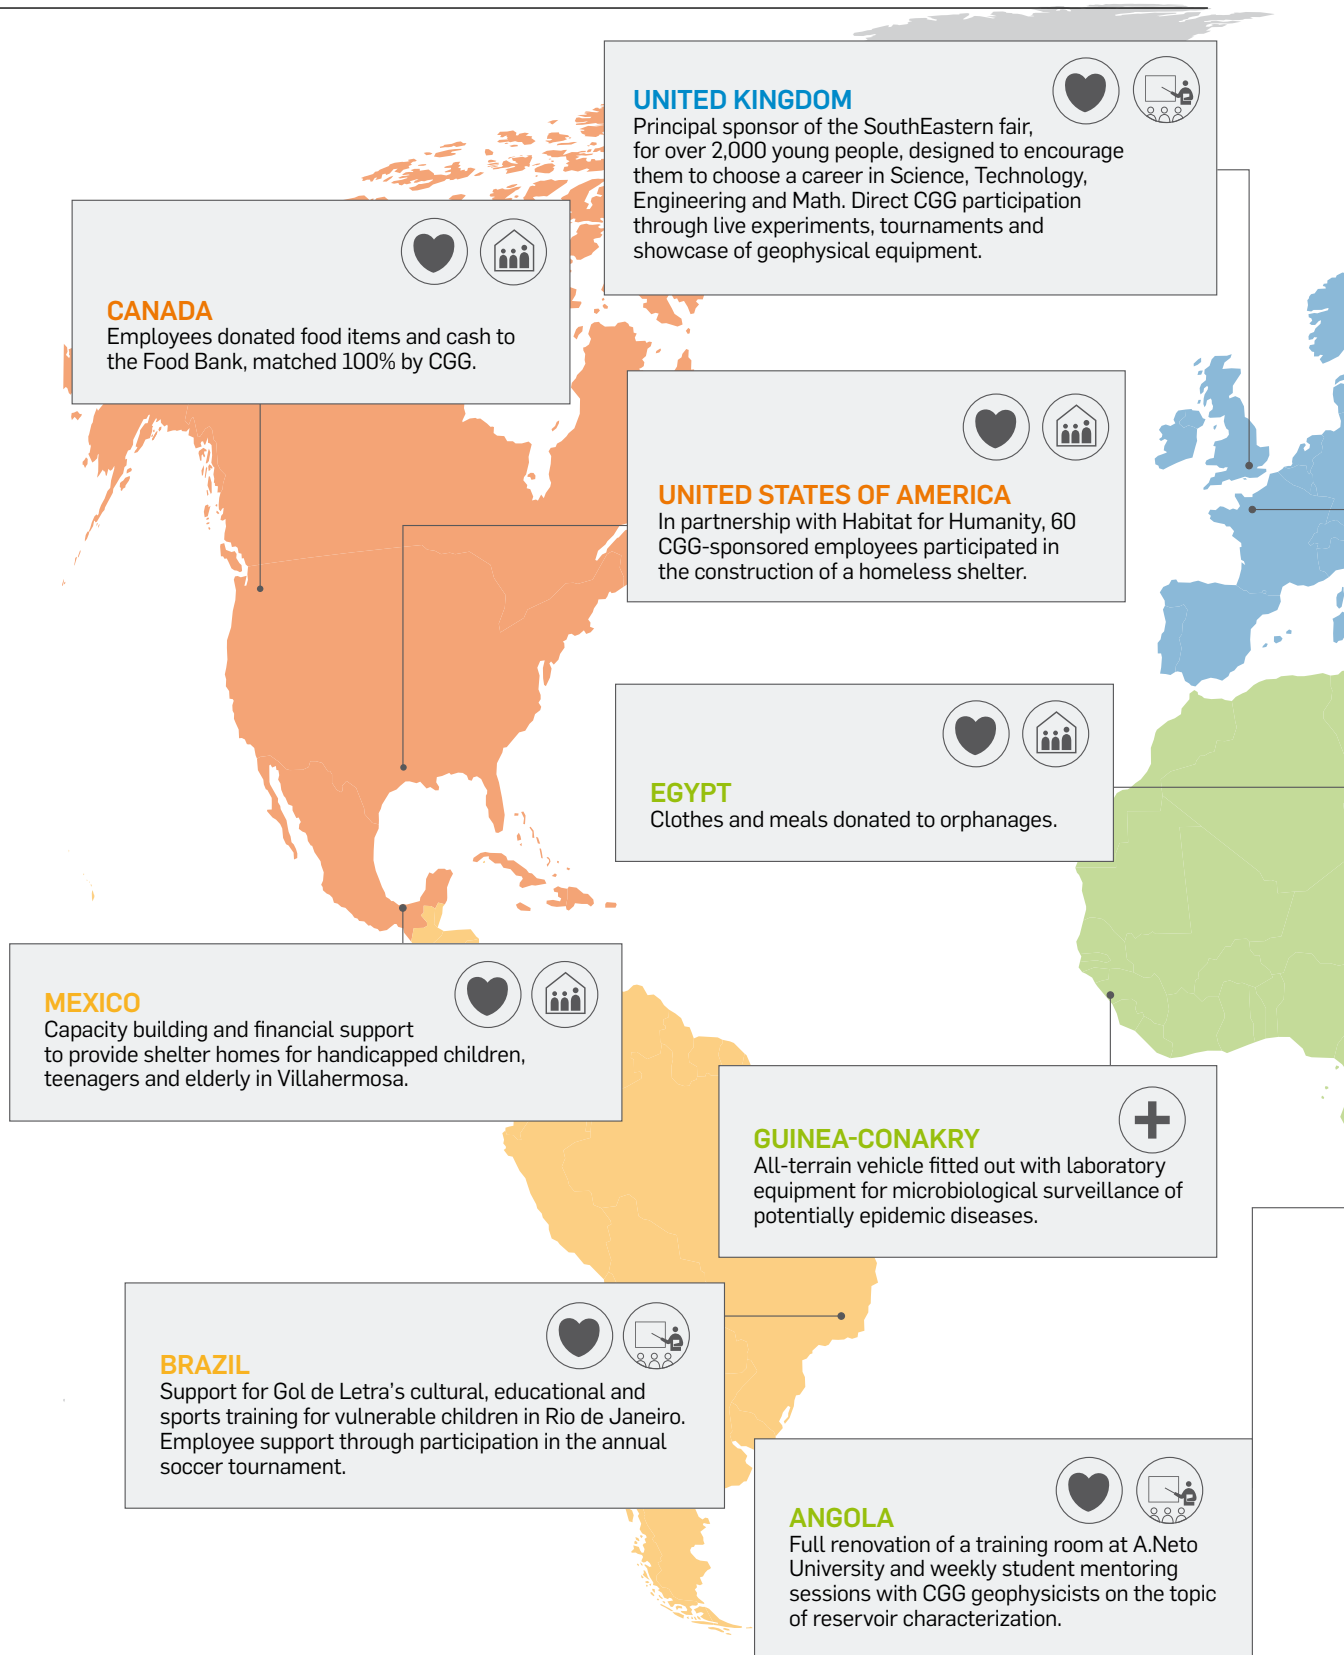 UNITED KINGDOM
Principal sponsor of the SouthEastern fair,
for over 2,000 young people, designed to encourage
them to choose a career in Science, Technology,
Engineering and Math. Direct CGG participation
through live experiments, tournaments and
showcase of geophysical equipment.
CANADA
Employees donated food items and cash to
the Food Bank, matched 100% by CGG.
UNITED STATES OF AMERICA
In partnership with Habitat for Humanity, 60
CGG-sponsored employees participated in
the construction of a homeless shelter.
EGYPT
Clothes and meals donated to orphanages.
MEXICO
Capacity building and financial support
to provide shelter homes for handicapped children,
teenagers and elderly in Villahermosa.
GUINEA-CONAKRY
All-terrain vehicle fitted out with laboratory
equipment for microbiological surveillance of
potentially epidemic diseases.
BRAZIL
Support for Gol de Letra's cultural, educational and
sports training for vulnerable children in Rio de Janeiro.
Employee support through participation in the annual
soccer tournament.
ANGOLA
Full renovation of a training room at A.Neto
University and weekly student mentoring
sessions with CGG geophysicists on the topic
of reservoir characterization.